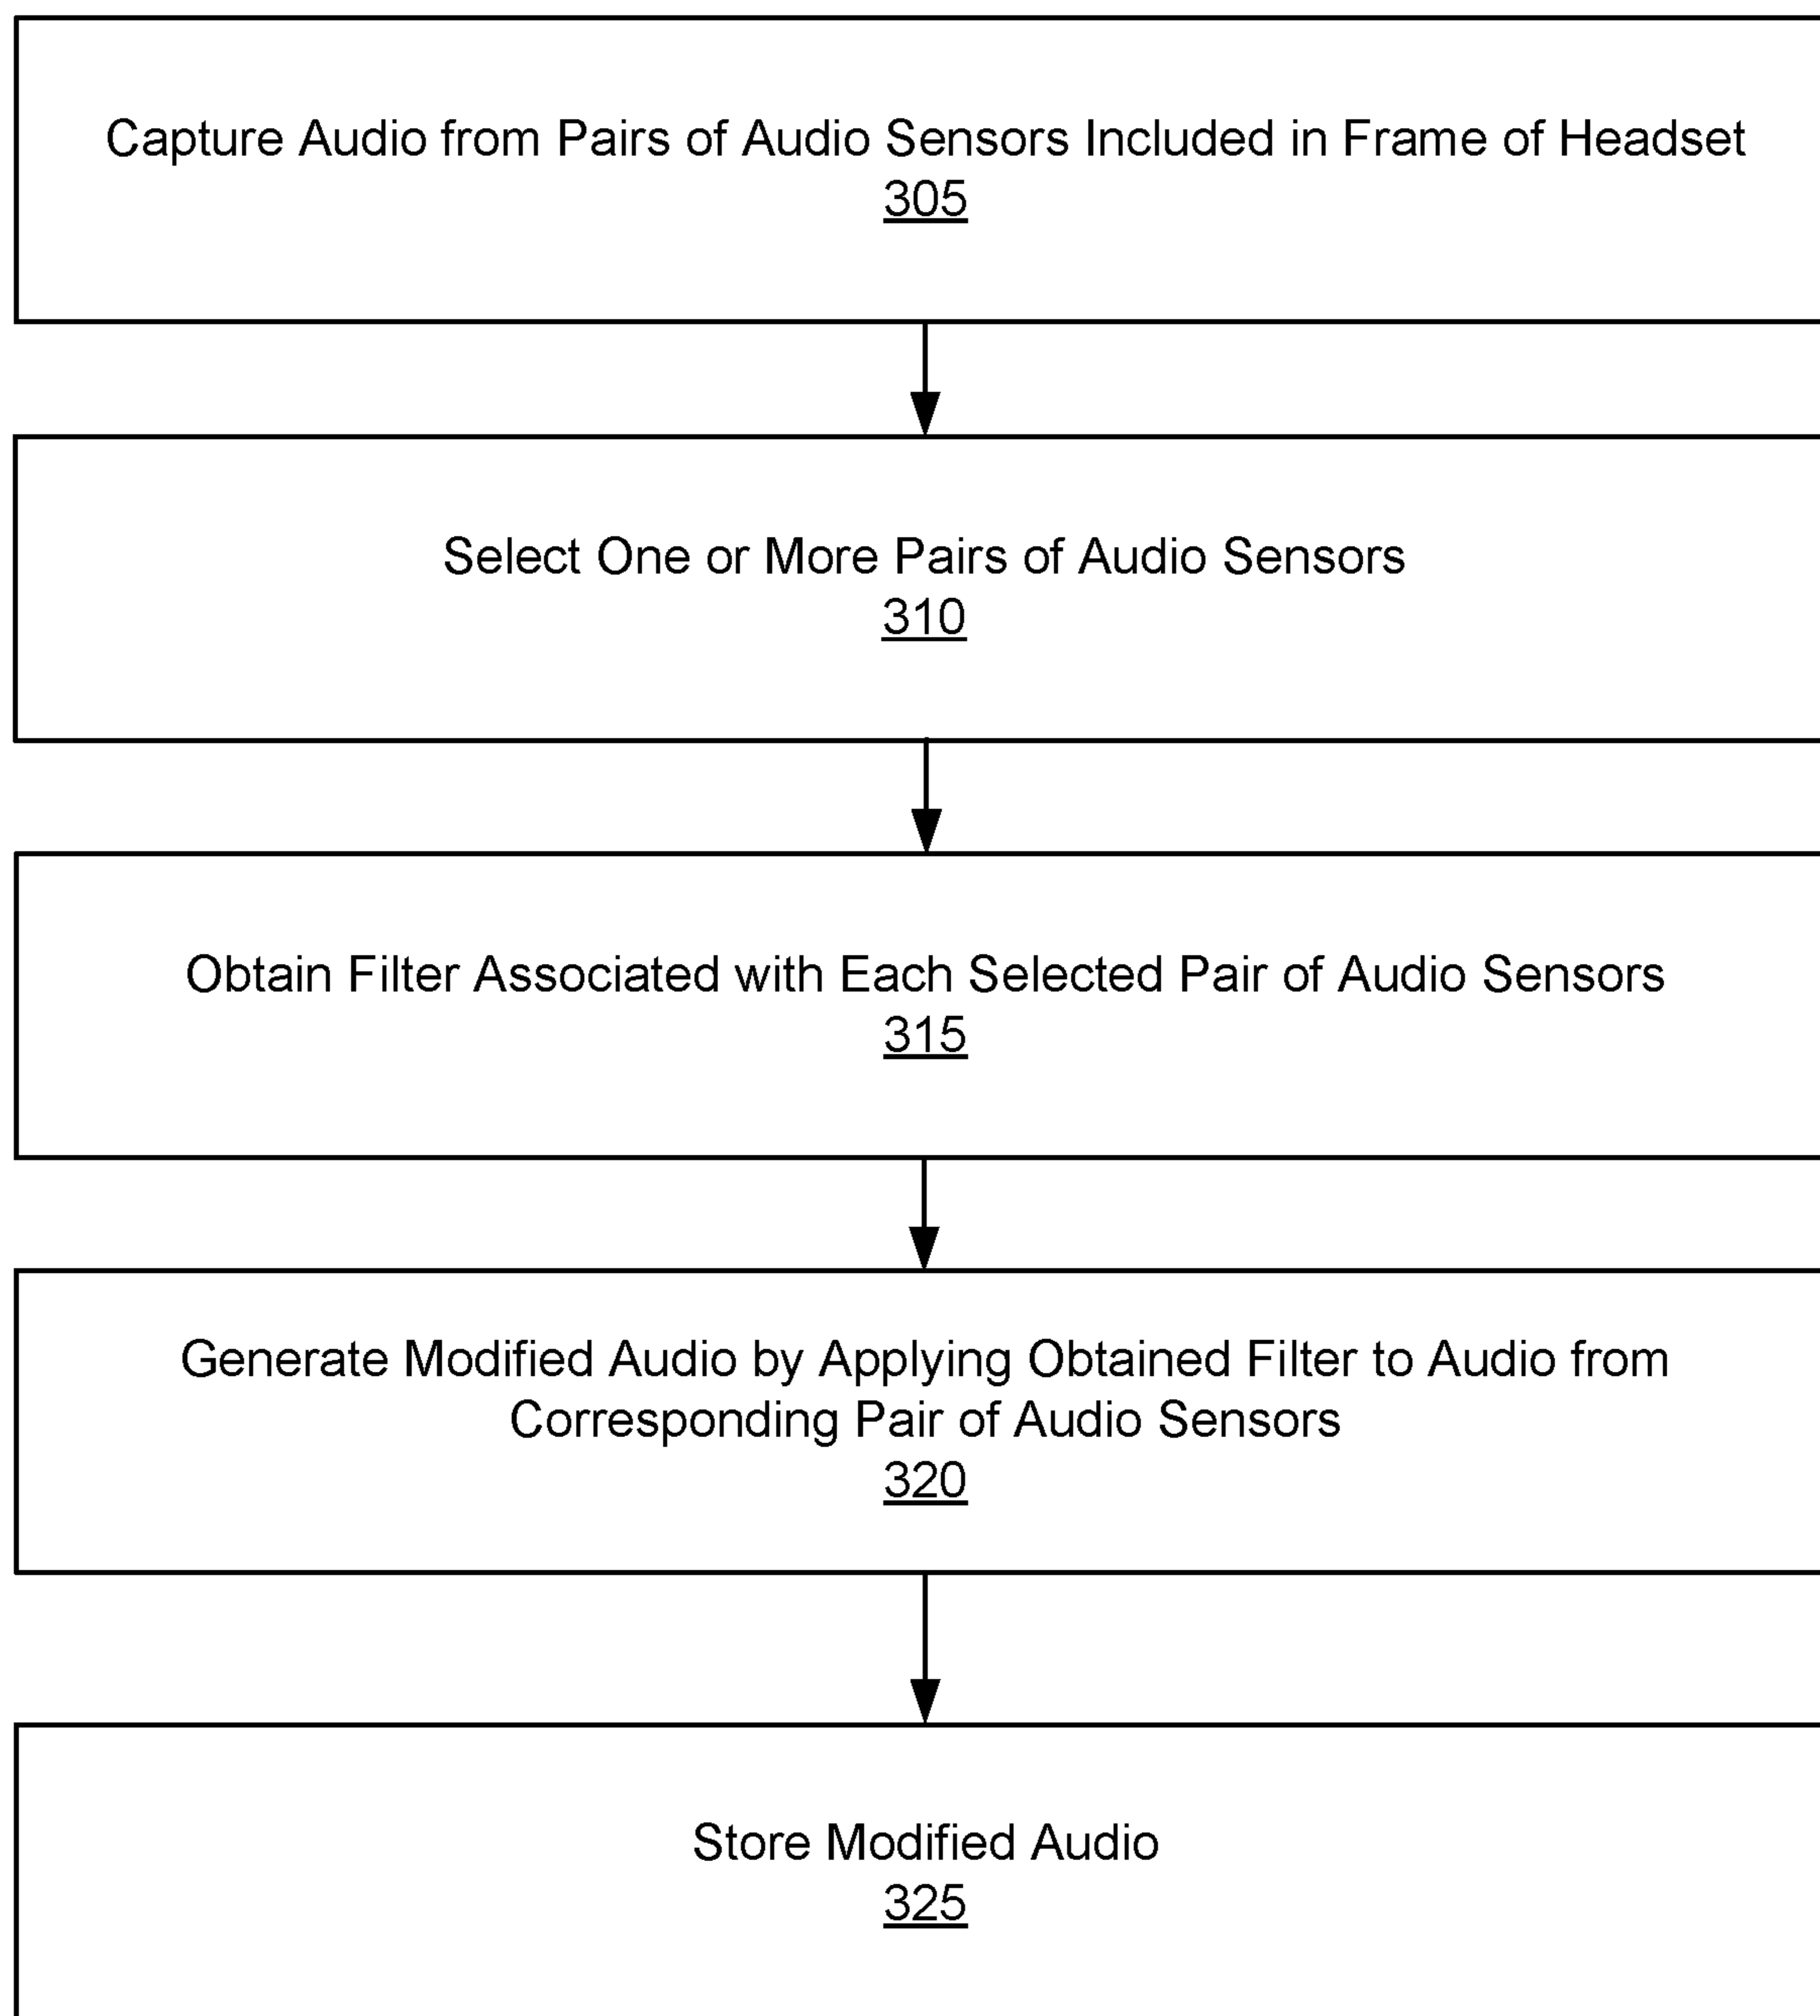 Capture Audio from Pairs of Audio Sensors Included in Frame of Headset
305
Select One or More Pairs of Audio Sensors
310
Obtain Filter Associated with Each Selected Pair of Audio Sensors
315
Generate Modified Audio by Applying Obtained Filter to Audio from
Corresponding Pair of Audio Sensors
320
Store Modified Audio
325